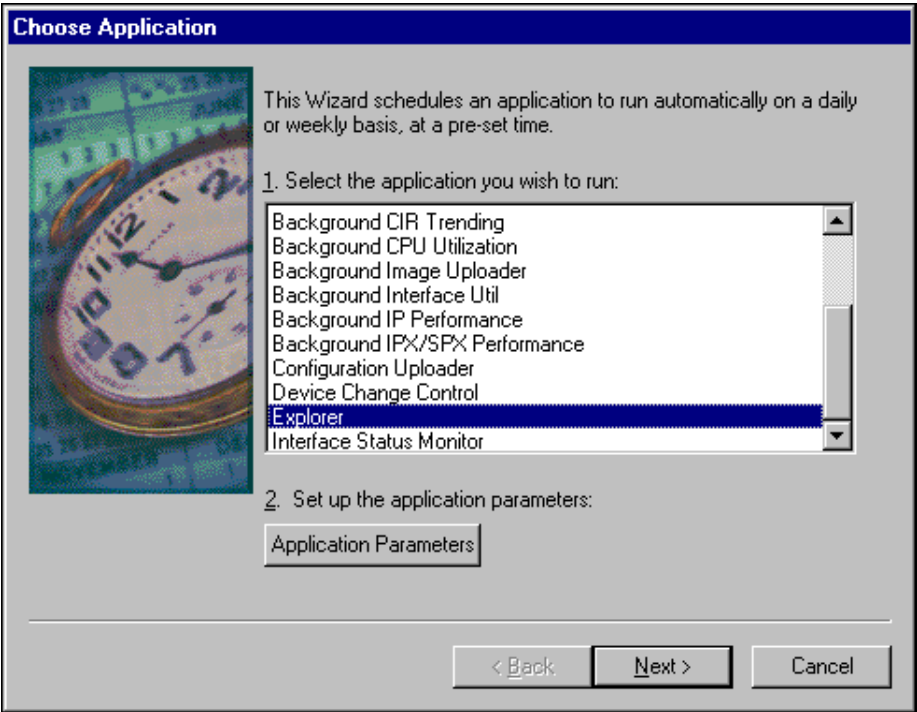 Choose Application
This Wizard schedules an application to run automatically on a daily
or weekly basis, at a pre-set time.
1. Select the application you wish to run:
Background CIR Trending
Background CPU Utilization
Background Image Uploader
Background Interface Util
Background IP Performance
Background IPX/SPX Performance
Configuration Uploader
Device Change Control
Explorer
Interface Status Monitor
2. Set up the application parameters:
Application Parameters
< Back
Next >
Cancel